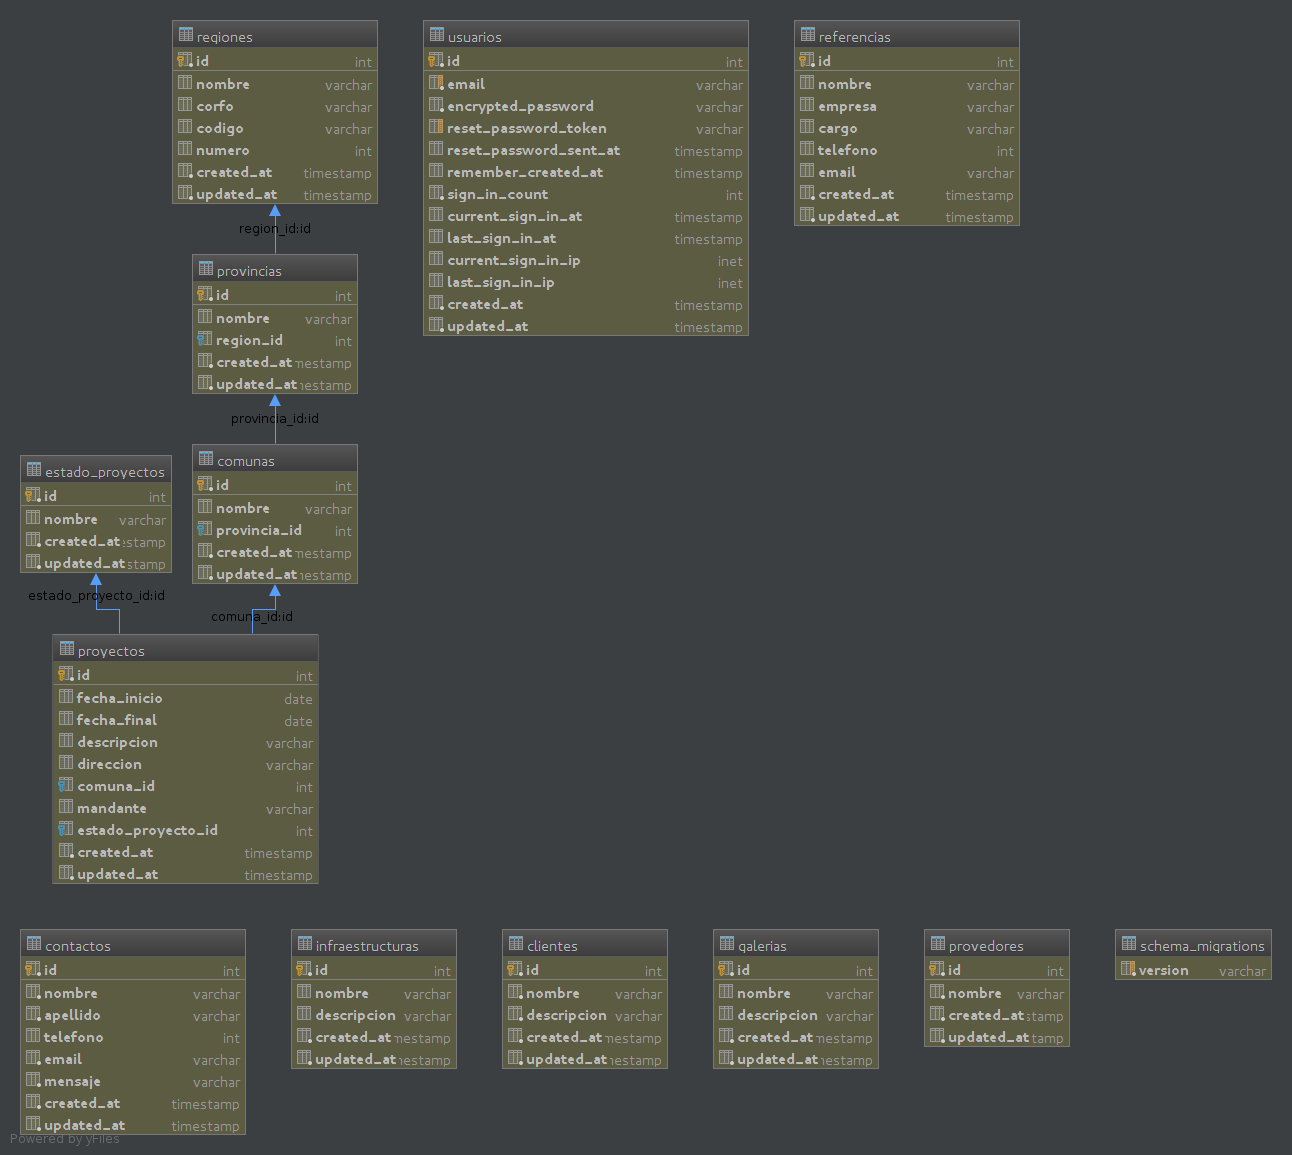 regiones
id int
nombre varchar
corfo varchar
codigo varchar
numero int
created_at timestamp
updated_at timestamp
region_id:id
provincias
id int
nombre varchar
region_id int
created_at mestamp
updated_at nestamp
provincia_id:id
comunas
id int
nombre varchar
provincia_id int
created_at mestamp
updated_at nestamp
comuna_id:id
estado_proyectos
id int
nombre varchar
created_at estamp
updated_at stamp
estado_proyecto_id:id
proyectos
id int
fecha_inicio date
fecha_final date
descripcion varchar
direccion varchar
comuna_id int
mandante varchar
estado_proyecto_id int
created_at timestamp
updated_at timestamp
usuarios
id int
email varchar
encrypted_password varchar
reset_password_token varchar
reset_password_sent_at timestamp
remember_created_at timestamp
sign_in_count int
current_sign_in_at timestamp
last_sign_in_at timestamp
current_sign_in_ip inet
last_sign_in_ip inet
created_at timestamp
updated_at timestamp
referencias
id int
nombre varchar
empresa varchar
cargo varchar
telefono int
email varchar
created_at timestamp
updated_at timestamp
contactos
id int
nombre varchar
apellido varchar
telefono int
email varchar
mensaje varchar
created_at timestamp
updated_at timestamp
infraestructuras
id int
nombre varchar
descripcion varchar
created_at mestamp
updated_at nestamp
clientes
id int
nombre varchar
descripcion varchar
created_at mestamp
updated_at nestamp
galerias
id int
nombre varchar
descripcion varchar
created_at mestamp
updated_at nestamp
provedores
id int
nombre varchar
created_at stamp
updated_at tamp
schema_migrations
version varchar
Powered by yFiles